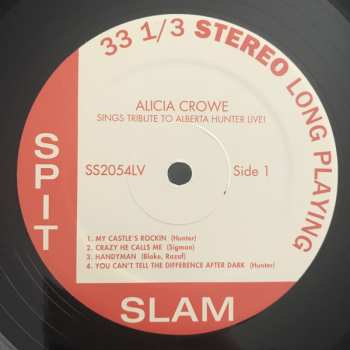 33 1/3 STEREO LONG PLAYING
ALICIA CROWE
SINGS TRIBUTE TO ALBERTA HUNTER LIVE!
SPIT
SS2054LV Side 1
1. MY CASTLE'S ROCKIN (Hunter)
2. CRAZY HE CALLS ME (Sigman)
3. HANDYMAN (Blake, Razaf)
4. YOU CAN'T TELL THE DIFFERENCE AFTER DARK (Hunter)
SLAM